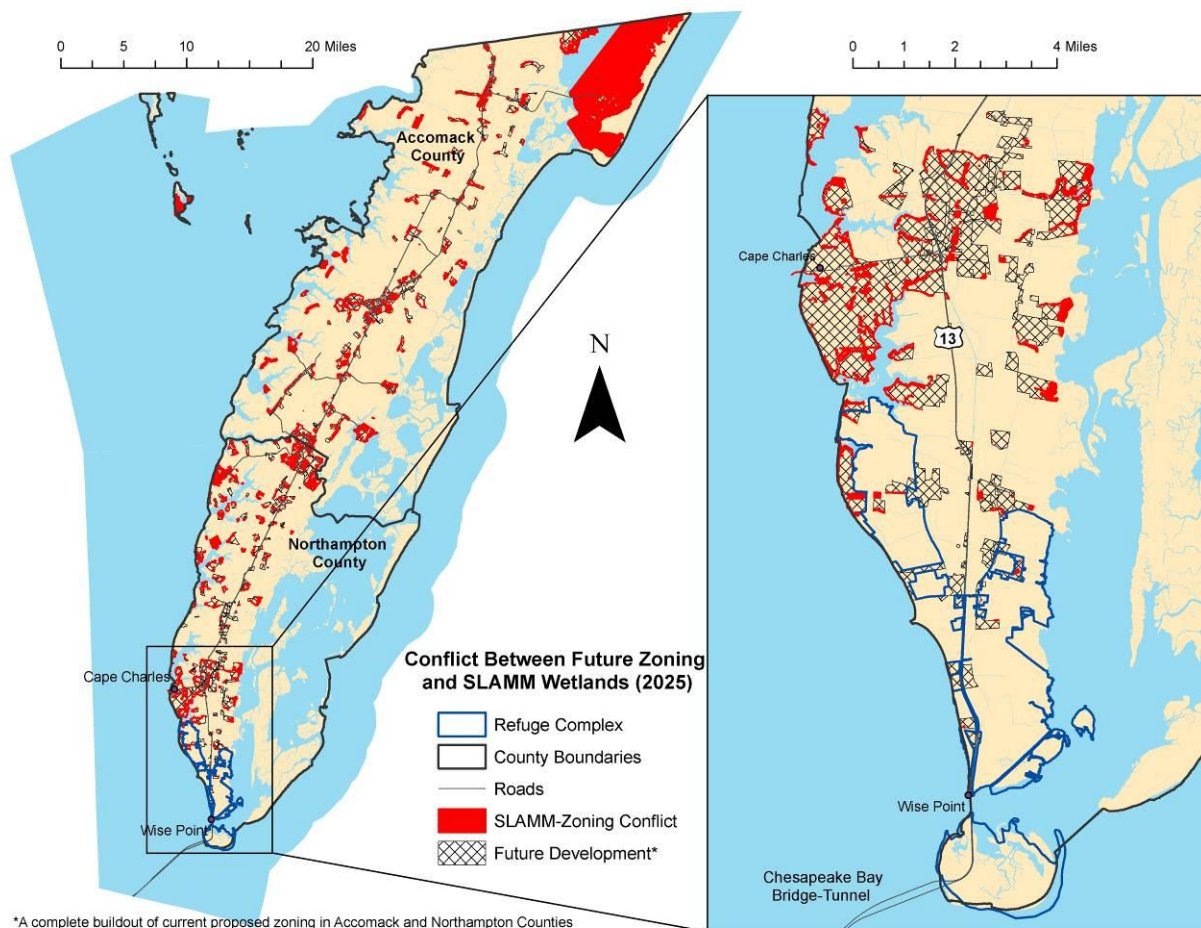 0 5 10 20 Miles
0 1 2 4 Miles
Accomack
County
N
Northampton
County
Cape Charles
Wise Point
Conflict Between Future Zoning
and SLAMM Wetlands (2025)
Refuge Complex
County Boundaries
Roads
SLAMM-Zoning Conflict
Future Development*
Cape Charles
13
Wise Point
Chesapeake Bay
Bridge-Tunnel
*A complete buildout of current proposed zoning in Accomack and Northampton Counties